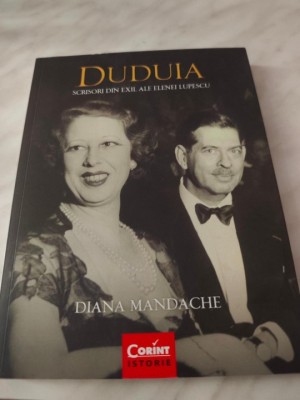 DUDUIA
SCRISORI DIN EXIL ALE ELENEI LUPESCU
DIANA MANDACHE
CORINT
ISTORIE